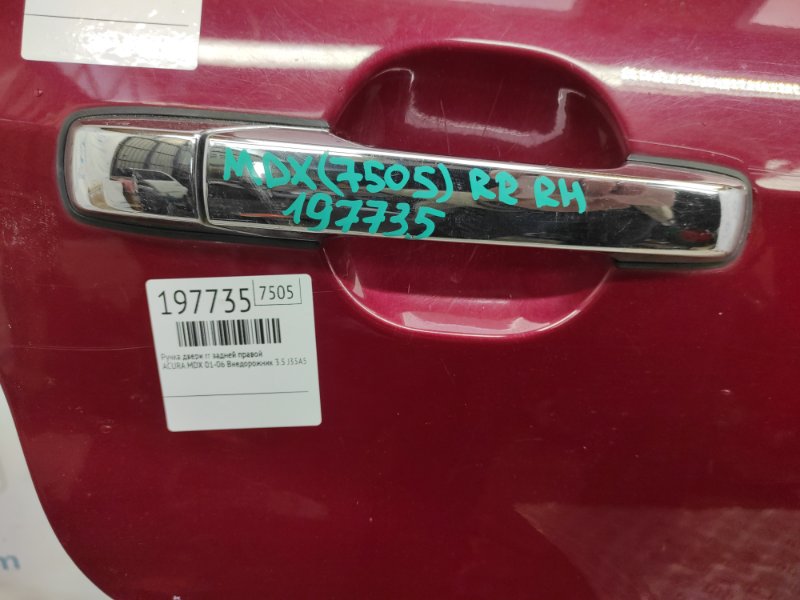 MDX(7505) RR RH
197735
197735 7505
Ручка двери rr задней правой
ACURA MDX 01-06 Внедорожник 3.5 J35A5
m